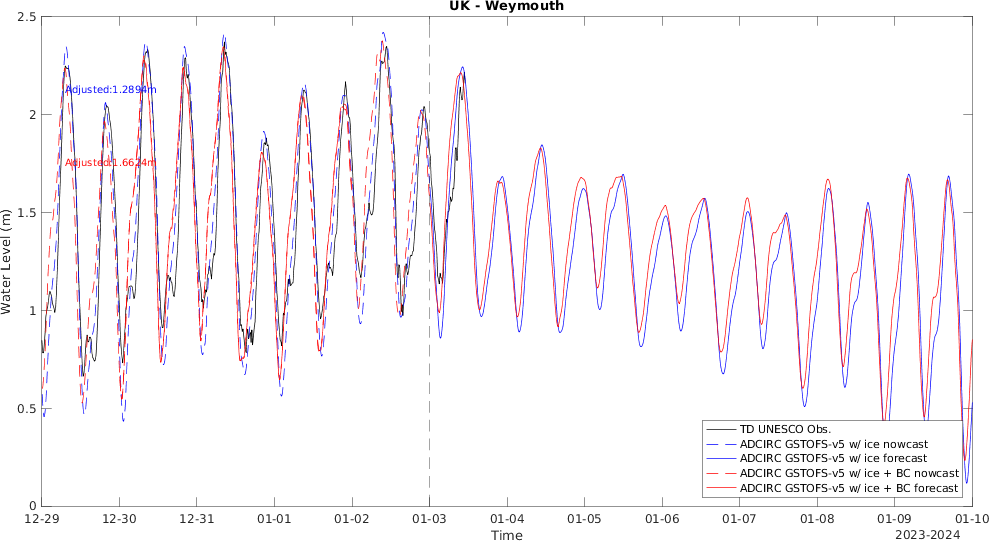 UK - Weymouth
2.5
2
1.5
1
0.5
0
Water Level (m)
Adjusted:1.2894m
Adjusted:1.6624m
TD UNESCO Obs.
ADCIRC GSTOFS-v5 w/ ice nowcast
ADCIRC GSTOFS-v5 w/ ice forecast
ADCIRC GSTOFS-v5 w/ ice + BC nowcast
ADCIRC GSTOFS-v5 w/ ice + BC forecast
12-29 12-30 12-31 01-01 01-02 01-03 01-04 01-05 01-06 01-07 01-08 01-09 01-10
Time
2023-2024